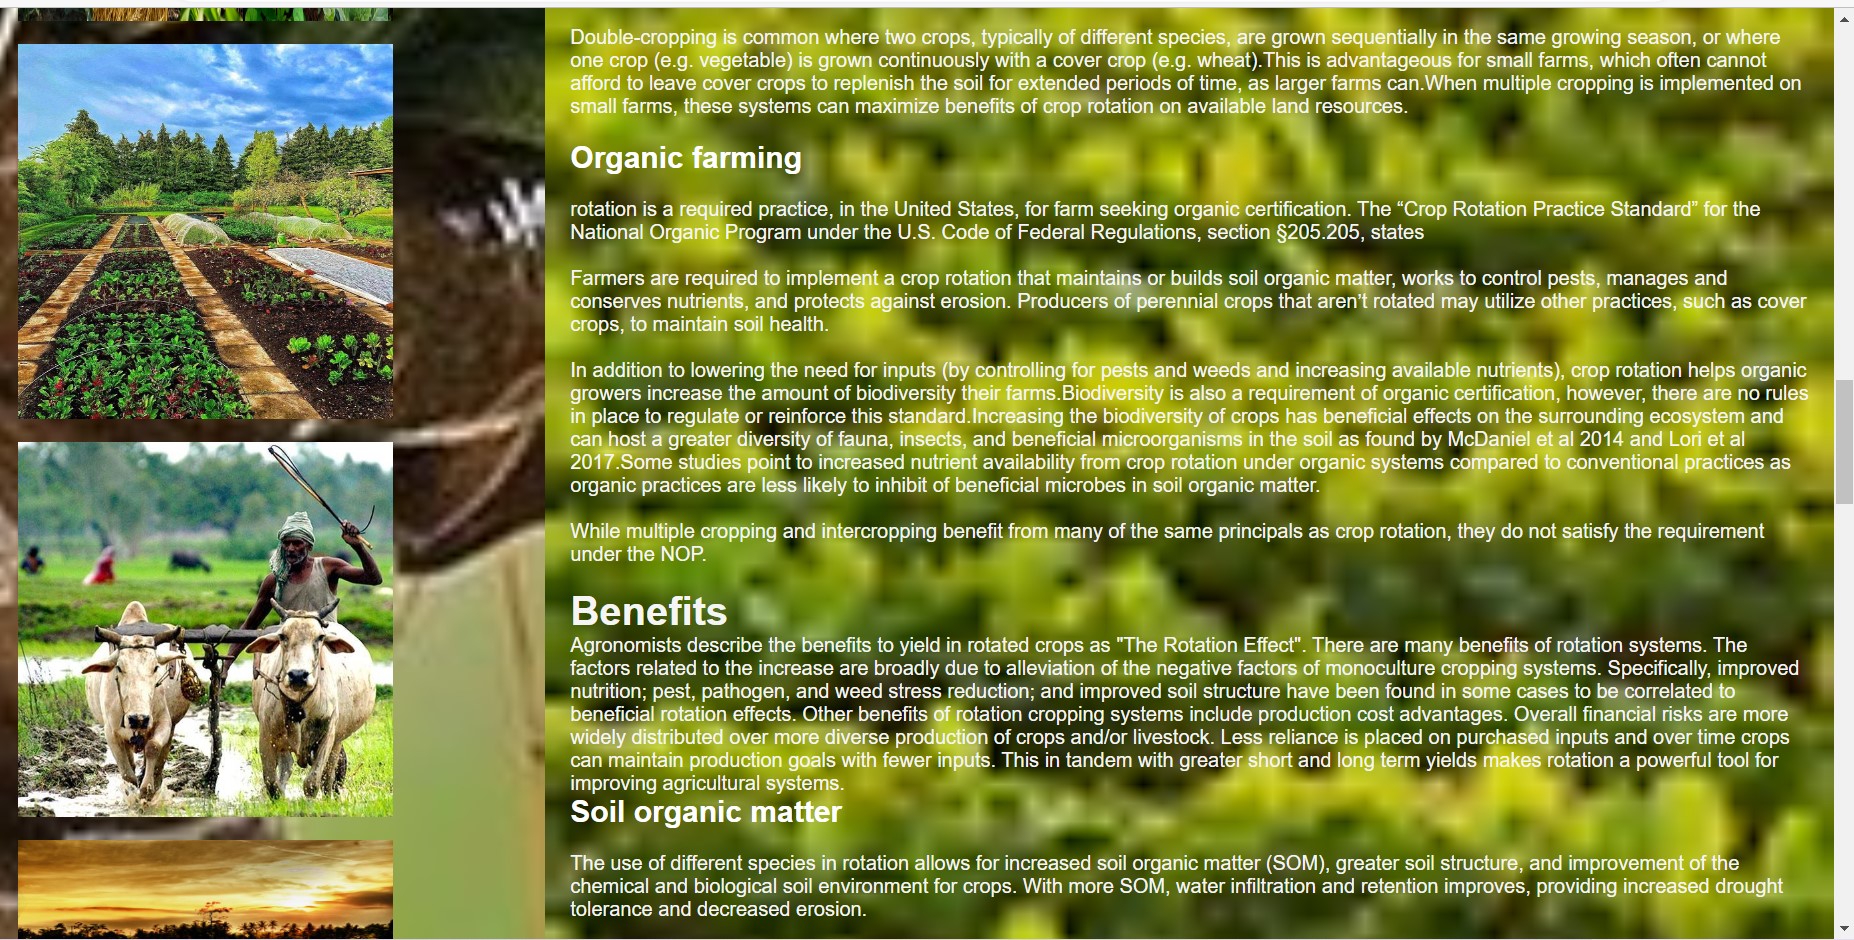 Double-cropping is common where two crops, typically of different species, are grown sequentially in the same growing season, or where
one crop (e.g. vegetable) is grown continuously with a cover crop (e.g. wheat).This is advantageous for small farms, which often cannot
afford to leave cover crops to replenish the soil for extended periods of time, as larger farms can.When multiple cropping is implemented on
small farms, these systems can maximize benefits of crop rotation on available land resources.
Organic farming
rotation is a required practice, in the United States, for farm seeking organic certification. The “Crop Rotation Practice Standard” for the
National Organic Program under the U.S. Code of Federal Regulations, section §205.205, states
Farmers are required to implement a crop rotation that maintains or builds soil organic matter, works to control pests, manages and
conserves nutrients, and protects against erosion. Producers of perennial crops that aren’t rotated may utilize other practices, such as cover
crops, to maintain soil health.
In addition to lowering the need for inputs (by controlling for pests and weeds and increasing available nutrients), crop rotation helps organic
growers increase the amount of biodiversity their farms.Biodiversity is also a requirement of organic certification, however, there are no rules
in place to regulate or reinforce this standard.Increasing the biodiversity of crops has beneficial effects on the surrounding ecosystem and
can host a greater diversity of fauna, insects, and beneficial microorganisms in the soil as found by McDaniel et al 2014 and Lori et al
2017.Some studies point to increased nutrient availability from crop rotation under organic systems compared to conventional practices as
organic practices are less likely to inhibit of beneficial microbes in soil organic matter.
While multiple cropping and intercropping benefit from many of the same principals as crop rotation, they do not satisfy the requirement
under the NOP.
Benefits
Agronomists describe the benefits to yield in rotated crops as "The Rotation Effect". There are many benefits of rotation systems. The
factors related to the increase are broadly due to alleviation of the negative factors of monoculture cropping systems. Specifically, improved
nutrition; pest, pathogen, and weed stress reduction; and improved soil structure have been found in some cases to be correlated to
beneficial rotation effects. Other benefits of rotation cropping systems include production cost advantages. Overall financial risks are more
widely distributed over more diverse production of crops and/or livestock. Less reliance is placed on purchased inputs and over time crops
can maintain production goals with fewer inputs. This in tandem with greater short and long term yields makes rotation a powerful tool for
improving agricultural systems.
Soil organic matter
The use of different species in rotation allows for increased soil organic matter (SOM), greater soil structure, and improvement of the
chemical and biological soil environment for crops. With more SOM, water infiltration and retention improves, providing increased drought
tolerance and decreased erosion.